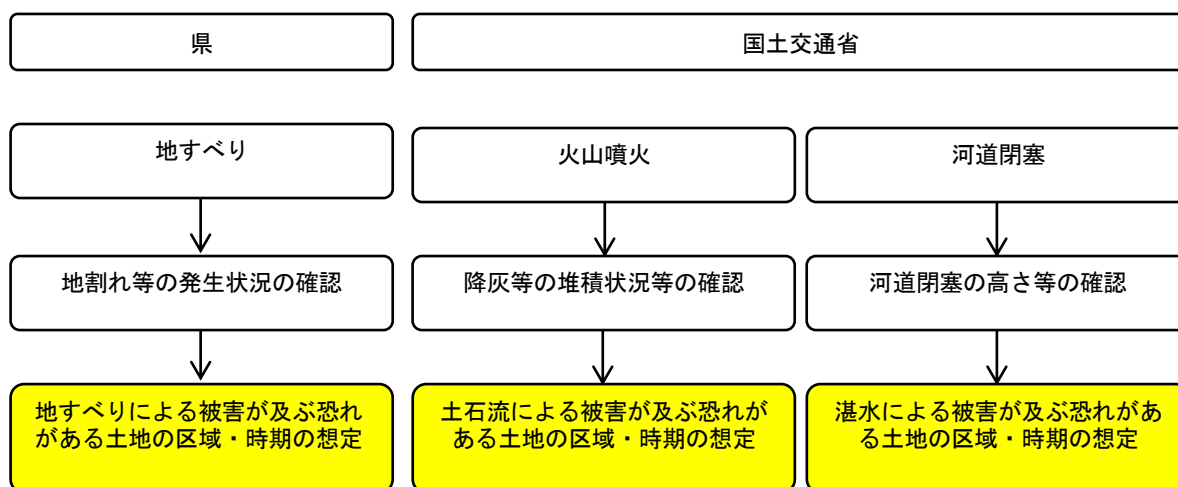 県
国土交通省
地すべり
火山噴火
河道閉塞
地割れ等の発生状況の確認
降灰等の堆積状況等の確認
河道閉塞の高さ等の確認
地すべりによる被害が及ぶ恐れ
がある土地の区域・時期の想定
土石流による被害が及ぶ恐れが
ある土地の区域・時期の想定
湛水による被害が及ぶ恐れがあ
る土地の区域・時期の想定